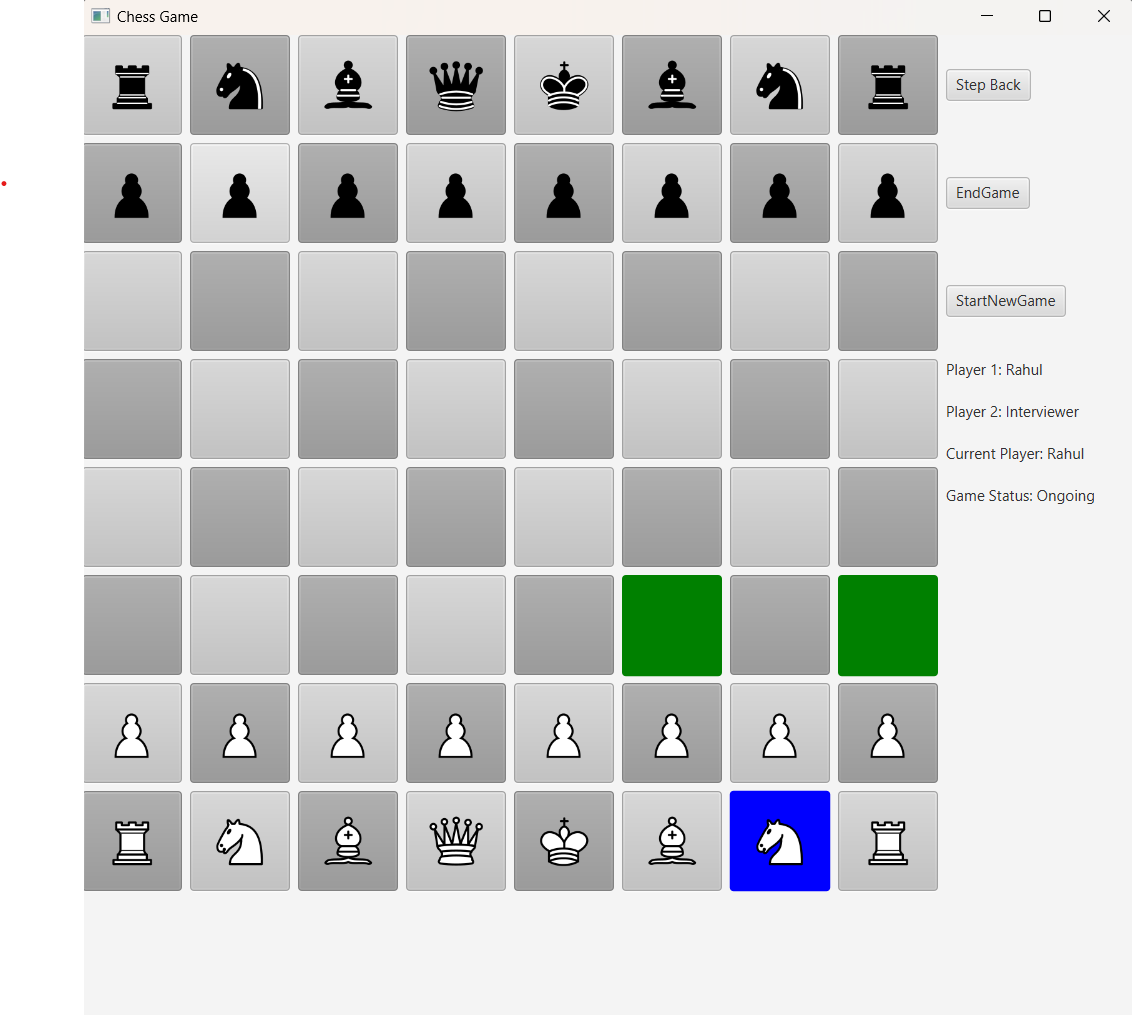 Chess Game
Step Back
EndGame
StartNewGame
Player 1: Rahul
Player 2: Interviewer
Current Player: Rahul
Game Status: Ongoing